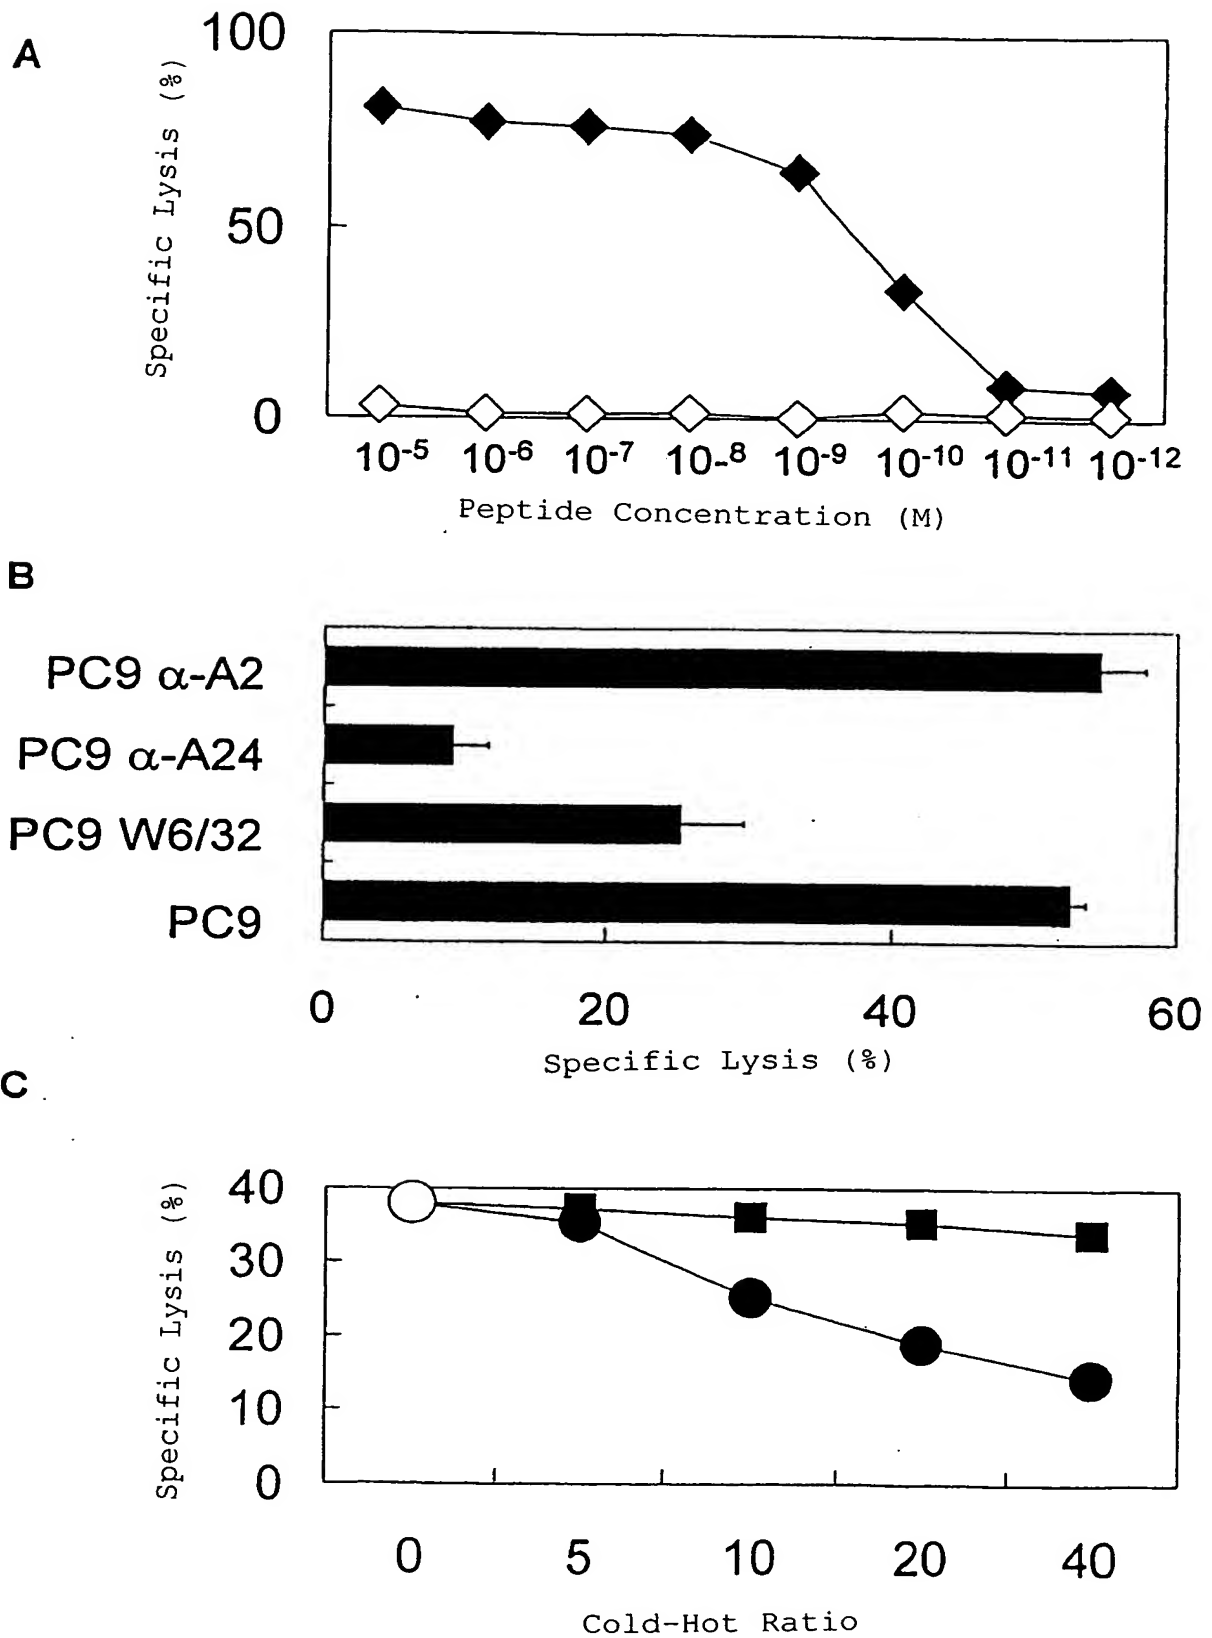 A
Specific Lysis (%)
100
50
0
10-5 10-6 10-7 10-8 10-9 10-10 10-11 10-12
Peptide Concentration (M)
B
PC9 α-A2
PC9 α-A24
PC9 W6/32
PC9
0 20 40 60
Specific Lysis (%)
C
Specific Lysis (%)
40
30
20
10
0
0 5 10 20 40
Cold-Hot Ratio